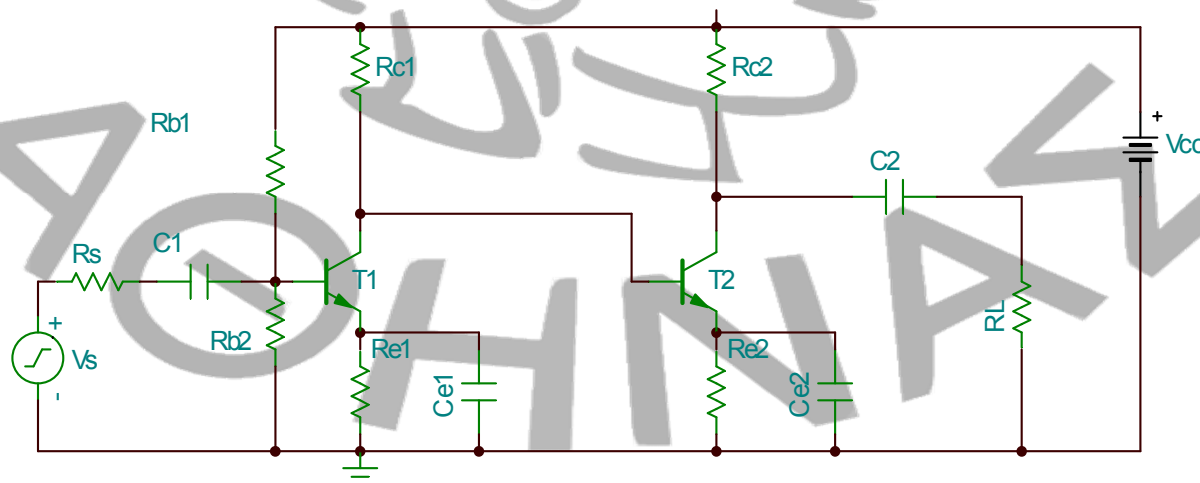 Rc1
Rc2
Rb1
+
Vcc
C2
C1
Rs
T1
T2
+
Vs
-
Rb2
Re1
Ce1
Re2
Ce2
RL